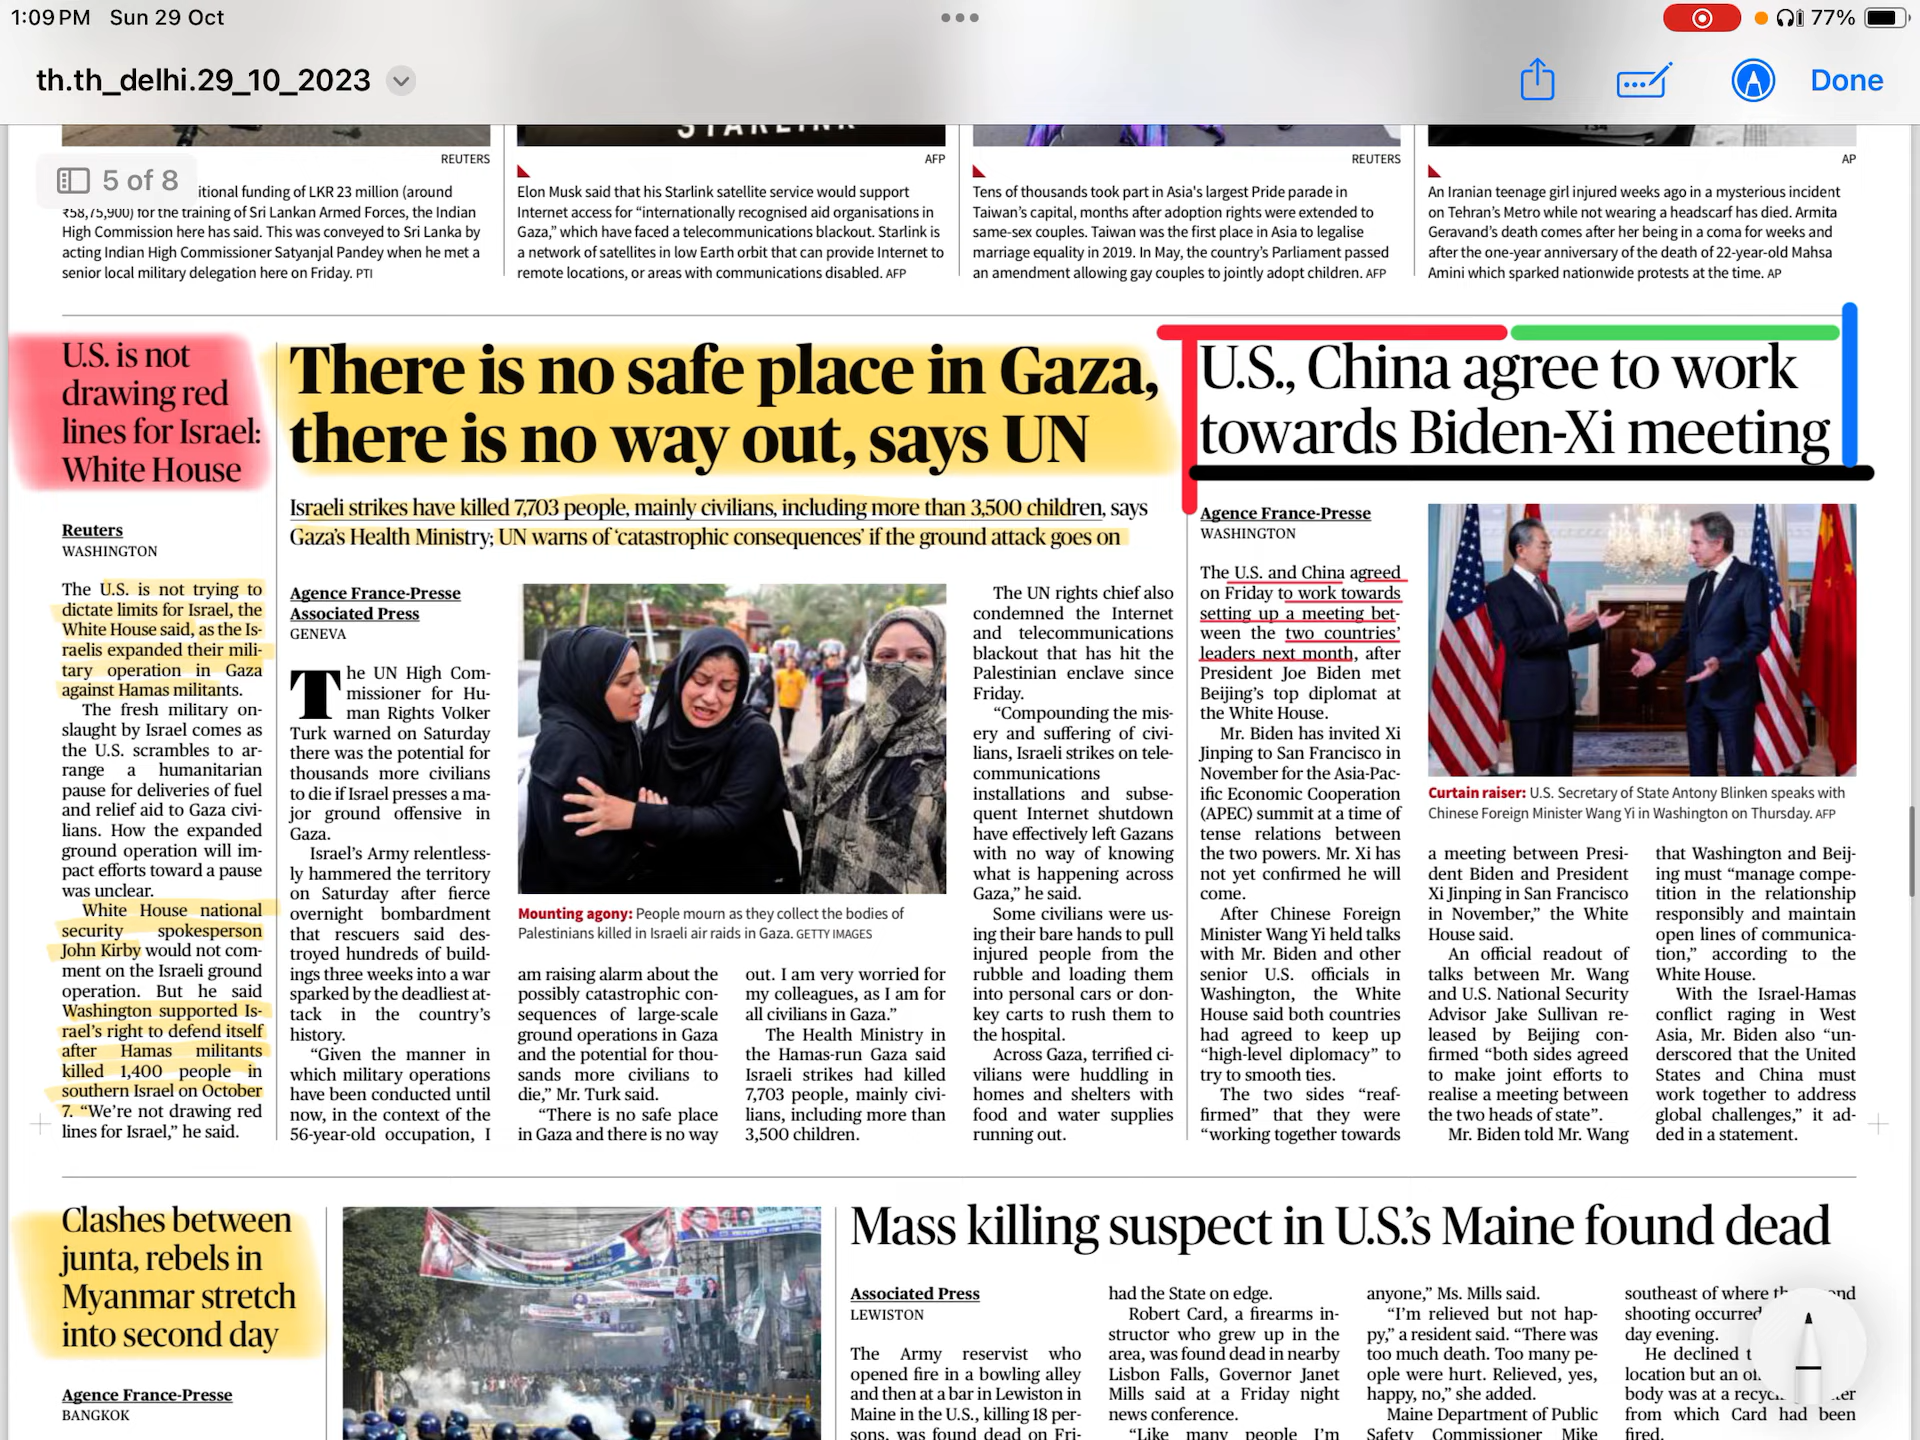 1:09 PM Sun 29 Oct
77%
th.th_delhi.29_10_2023
Done
5 of 8
STARLINK
REUTERS
itional funding of LKR 23 million (around
₹58,75,900) for the training of Sri Lankan Armed Forces, the Indian
High Commission here has said. This was conveyed to Sri Lanka by
acting Indian High Commissioner Satyanjal Pandey when he met a
senior local military delegation here on Friday. PTI
AFP
Elon Musk said that his Starlink satellite service would support
Internet access for “internationally recognised aid organisations in
Gaza,” which have faced a telecommunications blackout. Starlink is
a network of satellites in low Earth orbit that can provide Internet to
remote locations, or areas with communications disabled. AFP
REUTERS
Tens of thousands took part in Asia's largest Pride parade in
Taiwan’s capital, months after adoption rights were extended to
same-sex couples. Taiwan was the first place in Asia to legalise
marriage equality in 2019. In May, the country’s Parliament passed
an amendment allowing gay couples to jointly adopt children. AFP
AP
An Iranian teenage girl injured weeks ago in a mysterious incident
on Tehran’s Metro while not wearing a headscarf has died. Armita
Geravand’s death comes after her being in a coma for weeks and
after the one-year anniversary of the death of 22-year-old Mahsa
Amini which sparked nationwide protests at the time. AP
U.S. is not
drawing red
lines for Israel:
White House
Reuters
WASHINGTON
The U.S. is not trying to
dictate limits for Israel, the
White House said, as the Is-
raelis expanded their mili-
tary operation in Gaza
against Hamas militants.
The fresh military on-
slaught by Israel comes as
the U.S. scrambles to ar-
range a humanitarian
pause for deliveries of fuel
and relief aid to Gaza civi-
lians. How the expanded
ground operation will im-
pact efforts toward a pause
was unclear.
White House national
security spokesperson
John Kirby would not com-
ment on the Israeli ground
operation. But he said
Washington supported Is-
rael’s right to defend itself
after Hamas militants
killed 1,400 people in
southern Israel on October
7. “We’re not drawing red
lines for Israel,” he said.
There is no safe place in Gaza,
there is no way out, says UN
Israeli strikes have killed 7,703 people, mainly civilians, including more than 3,500 children, says
Gaza’s Health Ministry; UN warns of ‘catastrophic consequences’ if the ground attack goes on
Agence France-Presse
Associated Press
GENEVA
The UN High Com-
missioner for Hu-
man Rights Volker
Turk warned on Saturday
there was the potential for
thousands more civilians
to die if Israel presses a ma-
jor ground offensive in
Gaza.
Israel’s Army relentless-
ly hammered the territory
on Saturday after fierce
overnight bombardment
that rescuers said des-
troyed hundreds of build-
ings three weeks into a war
sparked by the deadliest at-
tack in the country’s
history.
“Given the manner in
which military operations
have been conducted until
now, in the context of the
56-year-old occupation, I
Mounting agony: People mourn as they collect the bodies of
Palestinians killed in Israeli air raids in Gaza. GETTY IMAGES
am raising alarm about the
possibly catastrophic con-
sequences of large-scale
ground operations in Gaza
and the potential for thou-
sands more civilians to
die,” Mr. Turk said.
“There is no safe place
in Gaza and there is no way
out. I am very worried for
my colleagues, as I am for
all civilians in Gaza.”
The Health Ministry in
the Hamas-run Gaza said
Israeli strikes had killed
7,703 people, mainly civi-
lians, including more than
3,500 children.
The UN rights chief also
condemned the Internet
and telecommunications
blackout that has hit the
Palestinian enclave since
Friday.
“Compounding the mis-
ery and suffering of civi-
lians, Israeli strikes on tele-
communications
installations and subse-
quent Internet shutdown
have effectively left Gazans
with no way of knowing
what is happening across
Gaza,” he said.
Some civilians were us-
ing their bare hands to pull
injured people from the
rubble and loading them
into personal cars or don-
key carts to rush them to
the hospital.
Across Gaza, terrified ci-
vilians were huddling in
homes and shelters with
food and water supplies
running out.
U.S., China agree to work
towards Biden-Xi meeting
Agence France-Presse
WASHINGTON
The U.S. and China agreed
on Friday to work towards
setting up a meeting bet-
ween the two countries’
leaders next month, after
President Joe Biden met
Beijing’s top diplomat at
the White House.
Mr. Biden has invited Xi
Jinping to San Francisco in
November for the Asia-Pac-
ific Economic Cooperation
(APEC) summit at a time of
tense relations between
the two powers. Mr. Xi has
not yet confirmed he will
come.
After Chinese Foreign
Minister Wang Yi held talks
with Mr. Biden and other
senior U.S. officials in
Washington, the White
House said both countries
had agreed to keep up
“high-level diplomacy” to
try to smooth ties.
The two sides “reaf-
firmed” that they were
“working together towards
Curtain raiser: U.S. Secretary of State Antony Blinken speaks with
Chinese Foreign Minister Wang Yi in Washington on Thursday. AFP
a meeting between Presi-
dent Biden and President
Xi Jinping in San Francisco
in November,” the White
House said.
An official readout of
talks between Mr. Wang
and U.S. National Security
Advisor Jake Sullivan re-
leased by Beijing con-
firmed “both sides agreed
to make joint efforts to
realise a meeting between
the two heads of state”.
Mr. Biden told Mr. Wang
that Washington and Beij-
ing must “manage compe-
tition in the relationship
responsibly and maintain
open lines of communica-
tion,” according to the
White House.
With the Israel-Hamas
conflict raging in West
Asia, Mr. Biden also “un-
derscored that the United
States and China must
work together to address
global challenges,” it ad-
ded in a statement.
Clashes between
junta, rebels in
Myanmar stretch
into second day
Agence France-Presse
BANGKOK
Mass killing suspect in U.S.’s Maine found dead
Associated Press
LEWISTON
The Army reservist who
opened fire in a bowling alley
and then at a bar in Lewiston in
Maine in the U.S., killing 18 per-
sons, was found dead on Fri-
had the State on edge.
Robert Card, a firearms in-
structor who grew up in the
area, was found dead in nearby
Lisbon Falls, Governor Janet
Mills said at a Friday night
news conference.
“Like many people I’m
anyone,” Ms. Mills said.
“I’m relieved but not hap-
py,” a resident said. “There was
too much death. Too many pe-
ople were hurt. Relieved, yes,
happy, no,” she added.
Maine Department of Public
Safety Commissioner Mike
southeast of where
shooting occurred
day evening.
He declined
location but an
body was at a
from which Card had been
fired.